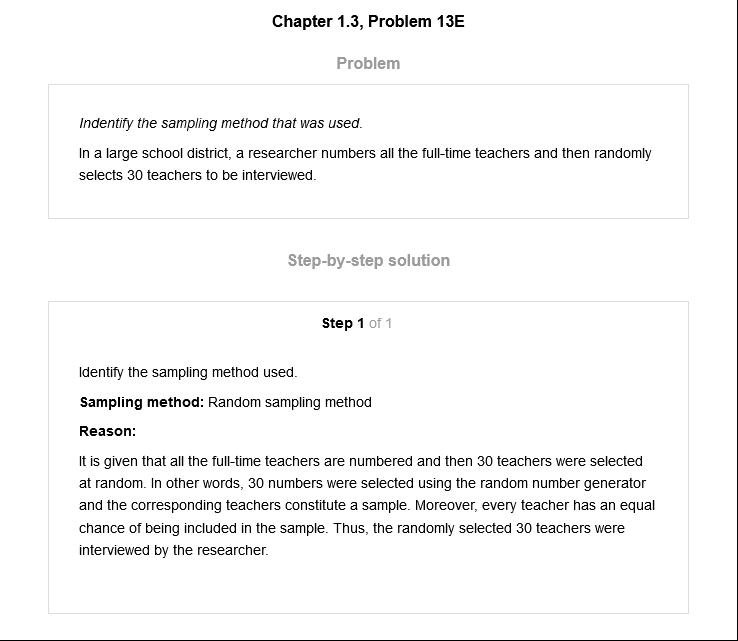 Chapter 1.3, Problem 13E
Problem
Indentify the sampling method that was used.
In a large school district, a researcher numbers all the full-time teachers and then randomly
selects 30 teachers to be interviewed.
Step-by-step solution
Step 1 of 1
Identify the sampling method used.
Sampling method: Random sampling method
Reason:
It is given that all the full-time teachers are numbered and then 30 teachers were selected
at random. In other words, 30 numbers were selected using the random number generator
and the corresponding teachers constitute a sample. Moreover, every teacher has an equal
chance of being included in the sample. Thus, the randomly selected 30 teachers were
interviewed by the researcher.